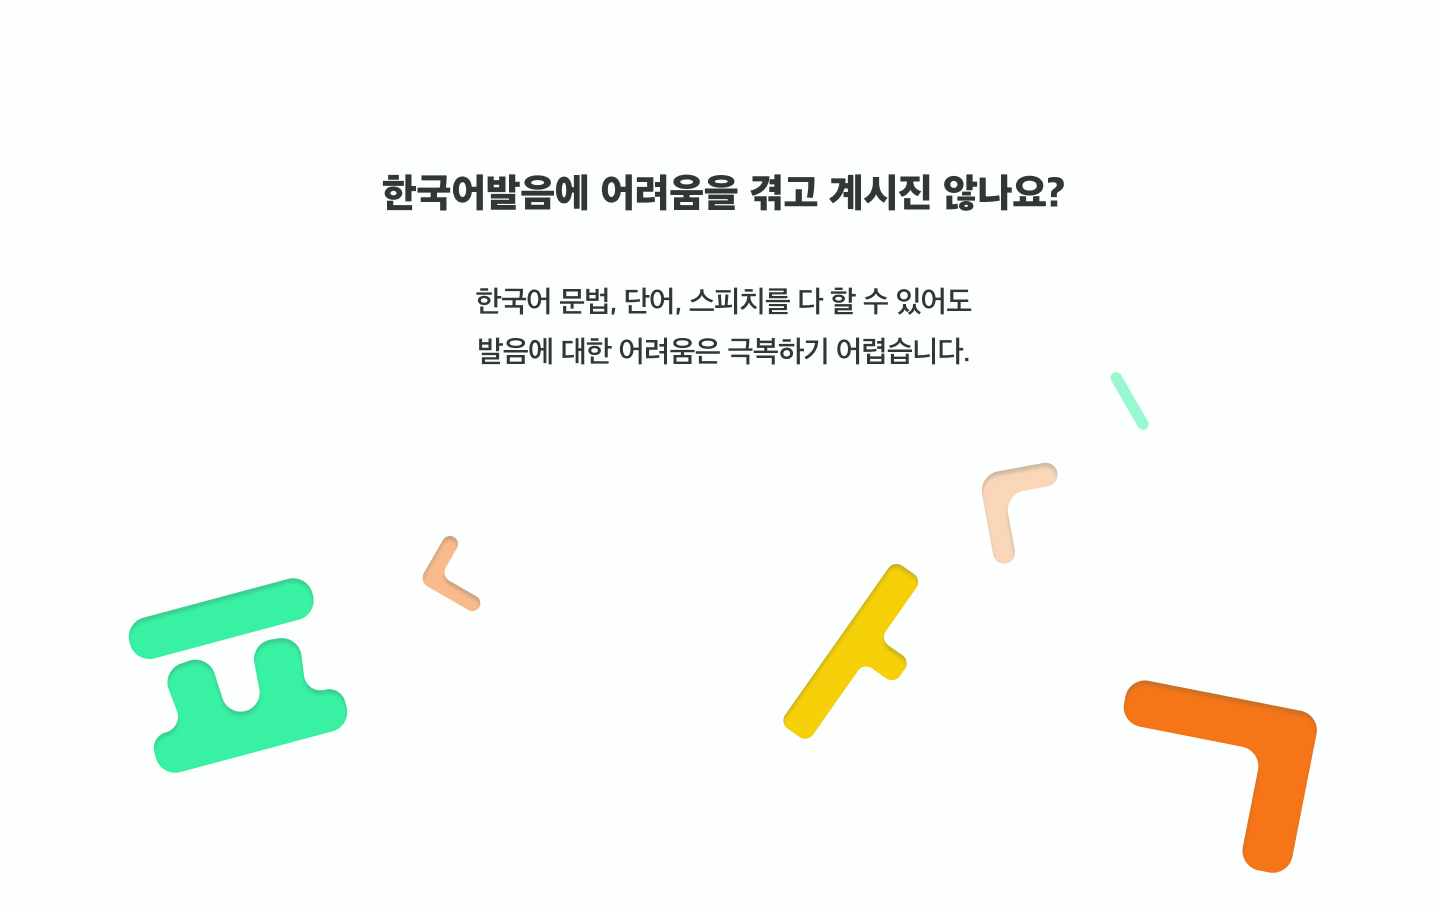 한국어발음에 어려움을 겪고 계시진 않나요?
한국어 문법, 단어, 스피치를 다 할 수 있어도
발음에 대한 어려움은 극복하기 어렵습니다.